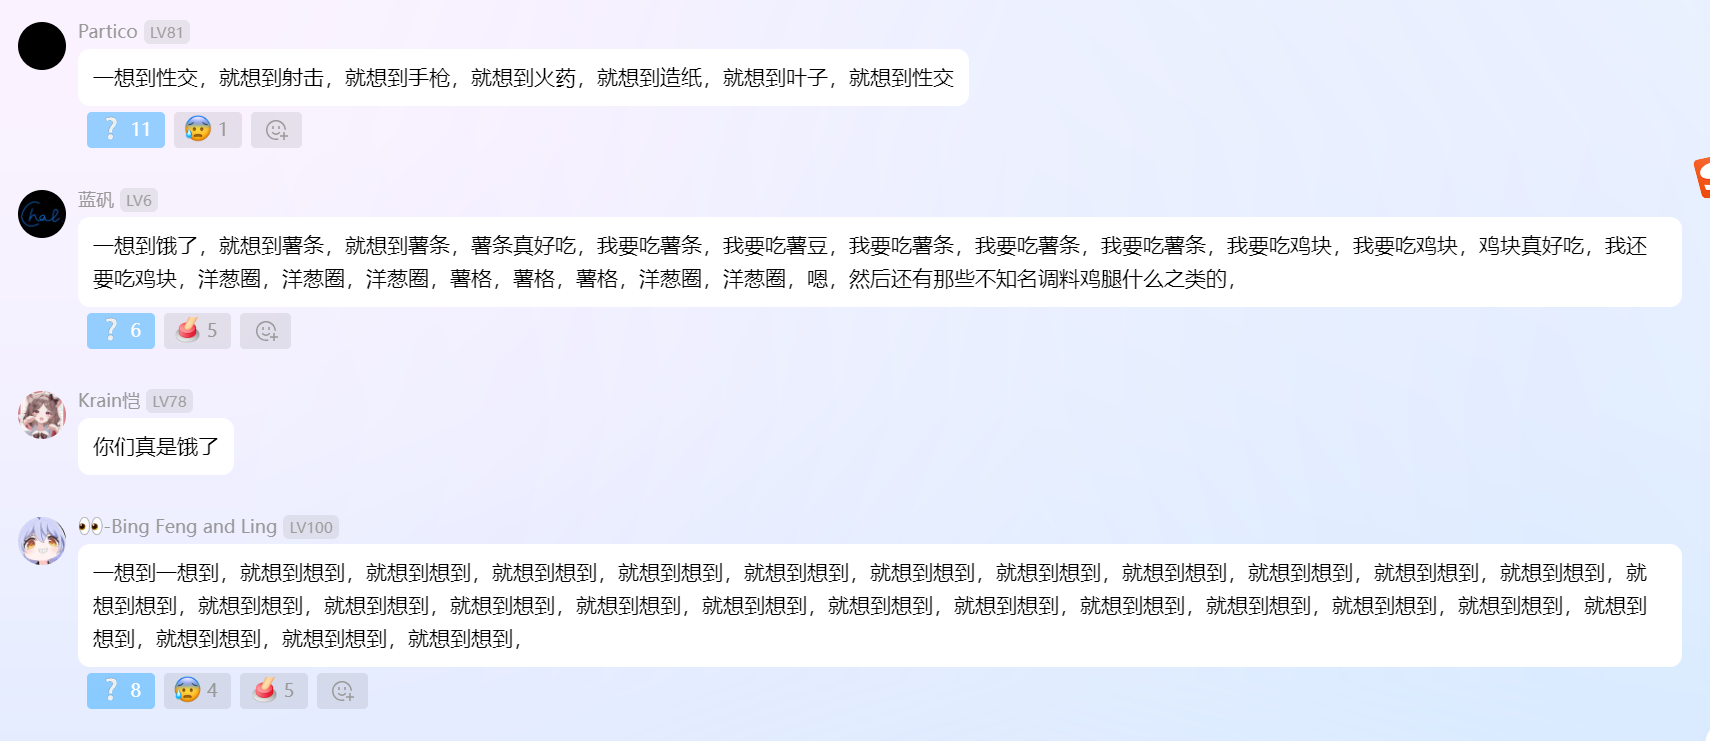 Partico LV81
一想到性交，就想到射击，就想到手枪，就想到火药，就想到造纸，就想到叶子，就想到性交
? 11 1
蓝矾 LV6
一想到饿了，就想到薯条，就想到薯条，薯条真好吃，我要吃薯条，我要吃薯豆，我要吃薯条，我要吃薯条，我要吃薯条，我要吃鸡块，我要吃鸡块，鸡块真好吃，我还
要吃鸡块，洋葱圈，洋葱圈，洋葱圈，薯格，薯格，薯格，洋葱圈，洋葱圈，嗯，然后还有那些不知名调料鸡腿什么之类的，
? 6 5
Krain恺 LV78
你们真是饿了
👀-Bing Feng and Ling LV100
一想到一想到，就想到想到，就想到想到，就想到想到，就想到想到，就想到想到，就想到想到，就想到想到，就想到想到，就想到想到，就想到想到，就想到想到，就
想到想到，就想到想到，就想到想到，就想到想到，就想到想到，就想到想到，就想到想到，就想到想到，就想到想到，就想到想到，就想到想到，就想到想到，就想到
想到，就想到想到，就想到想到，就想到想到，
? 8 4 5